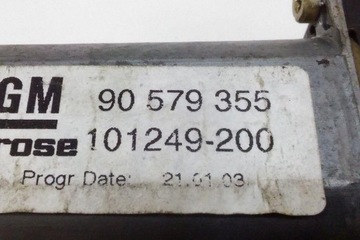 GM 90 579 355
rose 101249-200
Progr Date: 21.01.03